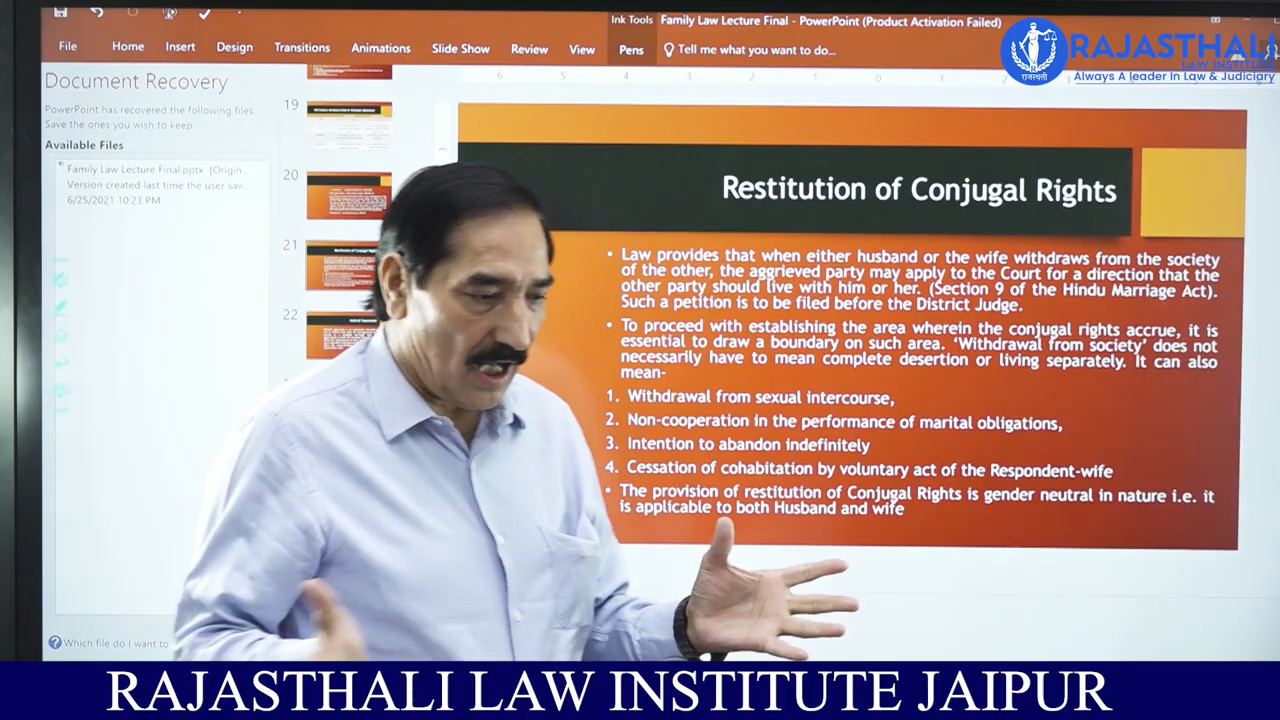 Ink Tools
Family Law Lecture Final - PowerPoint (Product Activation Failed)
File Home Insert Design Transitions Animations Slide Show Review View Pens Tell me what you want to do...
RAJASTHALI
LAW INSTITUTE
राजस्थली
Always A leader In Law & Judiciary
Document Recovery
PowerPoint has recovered the following files.
Save the ones you wish to keep.
Available Files
Family Law Lecture Final.pptx [Origin...
Version created last time the user sav...
6/25/2021 10:23 PM
19
20
21
22
6 5 4 3 2 1 0
Restitution of Conjugal Rights
• Law provides that when either husband or the wife withdraws from the society
of the other, the aggrieved party may apply to the Court for a direction that the
other party should live with him or her. (Section 9 of the Hindu Marriage Act).
Such a petition is to be filed before the District Judge.
• To proceed with establishing the area wherein the conjugal rights accrue, it is
essential to draw a boundary on such area. ‘Withdrawal from society’ does not
necessarily have to mean complete desertion or living separately. It can also
mean-
1. Withdrawal from sexual intercourse,
2. Non-cooperation in the performance of marital obligations,
3. Intention to abandon indefinitely
4. Cessation of cohabitation by voluntary act of the Respondent-wife
• The provision of restitution of Conjugal Rights is gender neutral in nature i.e. it
is applicable to both Husband and wife
Which file do I want to
RAJASTHALI LAW INSTITUTE JAIPUR